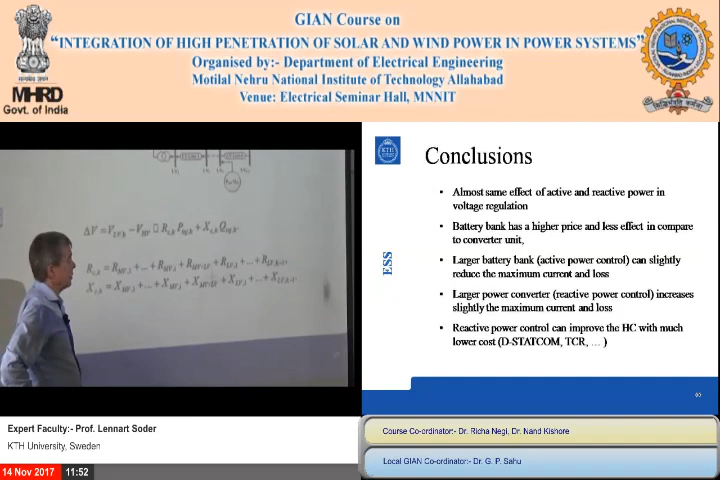 GIAN Course on
“INTEGRATION OF HIGH PENETRATION OF SOLAR AND WIND POWER IN POWER SYSTEMS”
Organised by:- Department of Electrical Engineering
Motilal Nehru National Institute of Technology Allahabad
Venue: Electrical Seminar Hall, MNNIT
सत्यमेव जयते
MHRD
Govt. of India
KTH
Conclusions
• Almost same effect of active and reactive power in
voltage regulation
• Battery bank has a higher price and less effect in compare
to converter unit,
• Larger battery bank (active power control) can slightly
reduce the maximum current and loss
• Larger power converter (reactive power control) increases
slightly the maximum current and loss
• Reactive power control can improve the HC with much
lower cost (D-STATCOM, TCR, … )
ESS
Expert Faculty:- Prof. Lennart Soder
KTH University, Sweden
14 Nov 2017 11:52
Course Co-ordinator:- Dr. Richa Negi, Dr. Nand Kishore
Local GIAN Co-ordinator:- Dr. G. P. Sahu